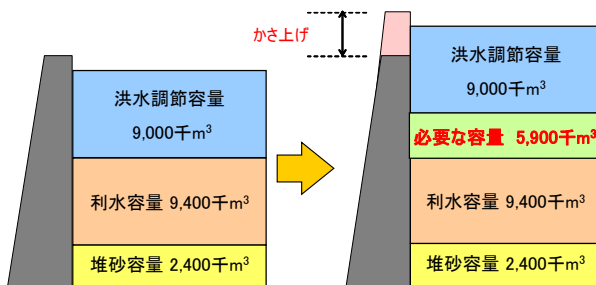 かさ上げ
洪水調節容量
9,000千m³
利水容量 9,400千m³
堆砂容量 2,400千m³
洪水調節容量
9,000千m³
必要な容量 5,900千m³
利水容量 9,400千m³
堆砂容量 2,400千m³